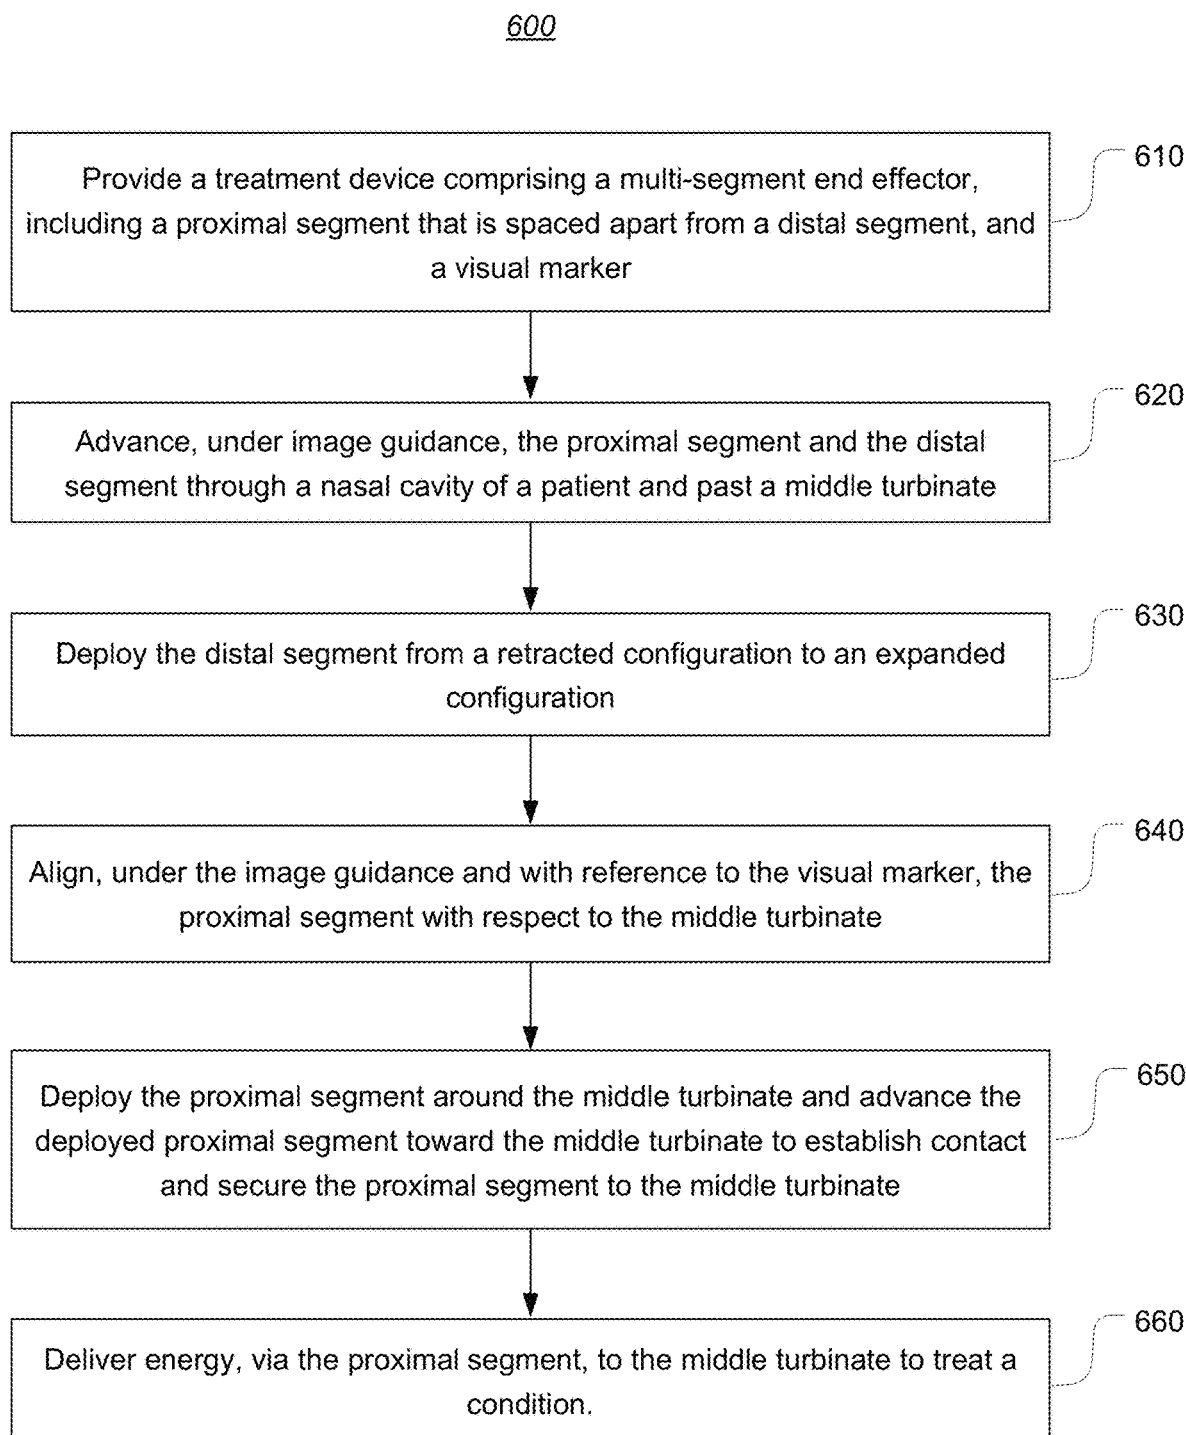 600
Provide a treatment device comprising a multi-segment end effector,
including a proximal segment that is spaced apart from a distal segment, and
a visual marker
610
Advance, under image guidance, the proximal segment and the distal
segment through a nasal cavity of a patient and past a middle turbinate
620
Deploy the distal segment from a retracted configuration to an expanded
configuration
630
Align, under the image guidance and with reference to the visual marker, the
proximal segment with respect to the middle turbinate
640
Deploy the proximal segment around the middle turbinate and advance the
deployed proximal segment toward the middle turbinate to establish contact
and secure the proximal segment to the middle turbinate
650
Deliver energy, via the proximal segment, to the middle turbinate to treat a
condition.
660